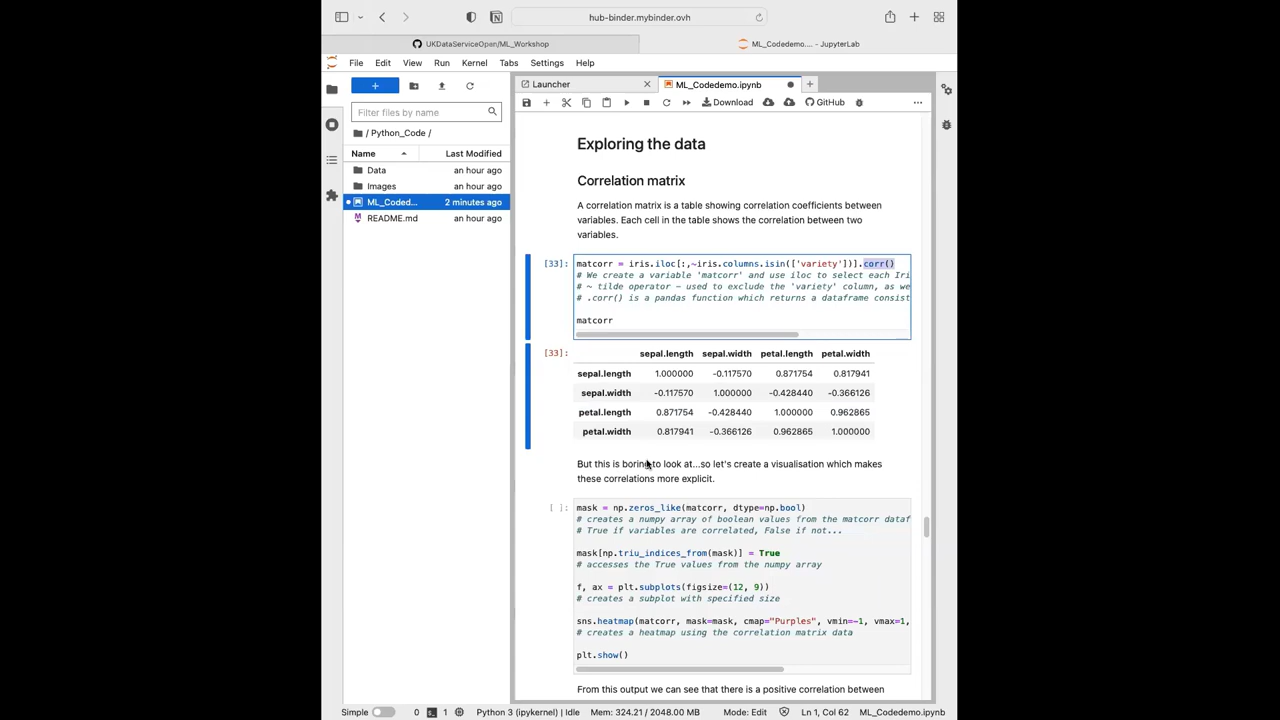 hub-binder.mybinder.ovh
UKDataServiceOpen/ML_Workshop
ML_Codedemo.... - JupyterLab
File Edit View Run Kernel Tabs Settings Help
Launcher
ML_Codedemo.ipynb
Download
GitHub
Filter files by name
/ Python_Code /
Name Last Modified
Data an hour ago
Images an hour ago
ML_Coded... 2 minutes ago
README.md an hour ago
Exploring the data
Correlation matrix
A correlation matrix is a table showing correlation coefficients between
variables. Each cell in the table shows the correlation between two
variables.
[33]: matcorr = iris.iloc[:,~iris.columns.isin(['variety'])].corr()
# We create a variable 'matcorr' and use iloc to select each Iri
# ~ tilde operator – used to exclude the 'variety' column, as we
# .corr() is a pandas function which returns a dataframe consist
matcorr
[33]: sepal.length sepal.width petal.length petal.width
sepal.length 1.000000 -0.117570 0.871754 0.817941
sepal.width -0.117570 1.000000 -0.428440 -0.366126
petal.length 0.871754 -0.428440 1.000000 0.962865
petal.width 0.817941 -0.366126 0.962865 1.000000
But this is boring to look at...so let's create a visualisation which makes
these correlations more explicit.
[ ]: mask = np.zeros_like(matcorr, dtype=np.bool)
# creates a numpy array of boolean values from the matcorr dataf
# True if variables are correlated, False if not...
mask[np.triu_indices_from(mask)] = True
# accesses the True values from the numpy array
f, ax = plt.subplots(figsize=(12, 9))
# creates a subplot with specified size
sns.heatmap(matcorr, mask=mask, cmap="Purples", vmin=-1, vmax=1,
# creates a heatmap using the correlation matrix data
plt.show()
From this output we can see that there is a positive correlation between
Simple 0 1 Python 3 (ipykernel) | Idle Mem: 324.21 / 2048.00 MB Mode: Edit Ln 1, Col 62 ML_Codedemo.ipynb